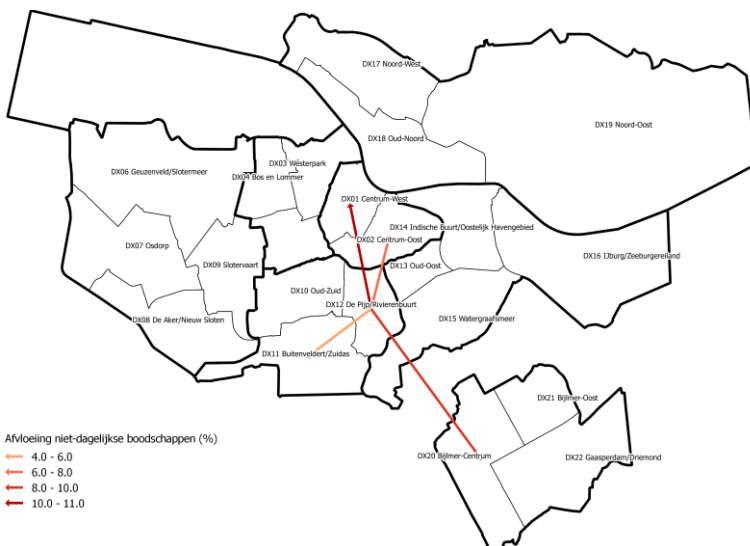 DX17 Noord-West
DX19 Noord-Oost
DX18 Oud-Noord
DX03 Westerpark
DX06 Geuzenveld/Slotermeer
DX04 Bos en Lommer
DX01 Centrum-West
DX14 Indische Buurt/Oostelijk Havengebied
DX02 Centrum-Oost
DX07 Osdorp
DX16 IJburg/Zeeburgereiland
DX09 Slotervaart
DX13 Oud-Oost
DX10 Oud-Zuid
DX12 De Pijp/Rivierenbuurt
DX08 De Aker/Nieuw Sloten
DX15 Watergraafsmeer
DX11 Buitenveldert/Zuidas
DX21 Bijlmer-Oost
DX20 Bijlmer-Centrum
DX22 Gaasperdam/Driemond
Afvloeiing niet-dagelijkse boodschappen (%)
4.0 - 6.0
6.0 - 8.0
8.0 - 10.0
10.0 - 11.0